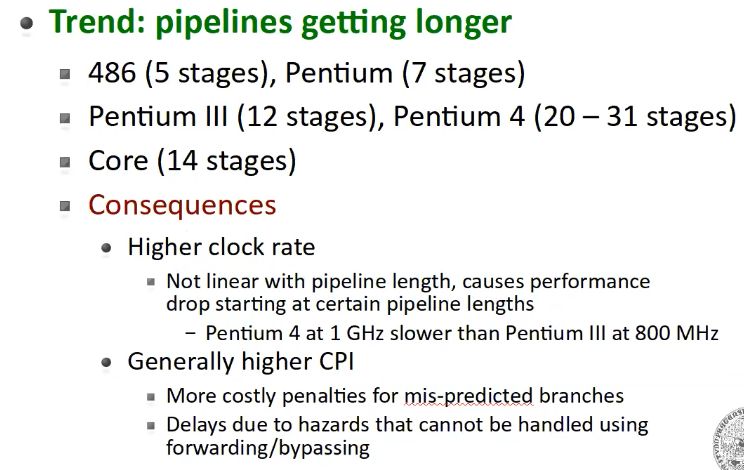 Trend: pipelines getting longer
486 (5 stages), Pentium (7 stages)
Pentium III (12 stages), Pentium 4 (20 – 31 stages)
Core (14 stages)
Consequences
Higher clock rate
Not linear with pipeline length, causes performance
drop starting at certain pipeline lengths
− Pentium 4 at 1 GHz slower than Pentium III at 800 MHz
Generally higher CPI
More costly penalties for mis-predicted branches
Delays due to hazards that cannot be handled using
forwarding/bypassing